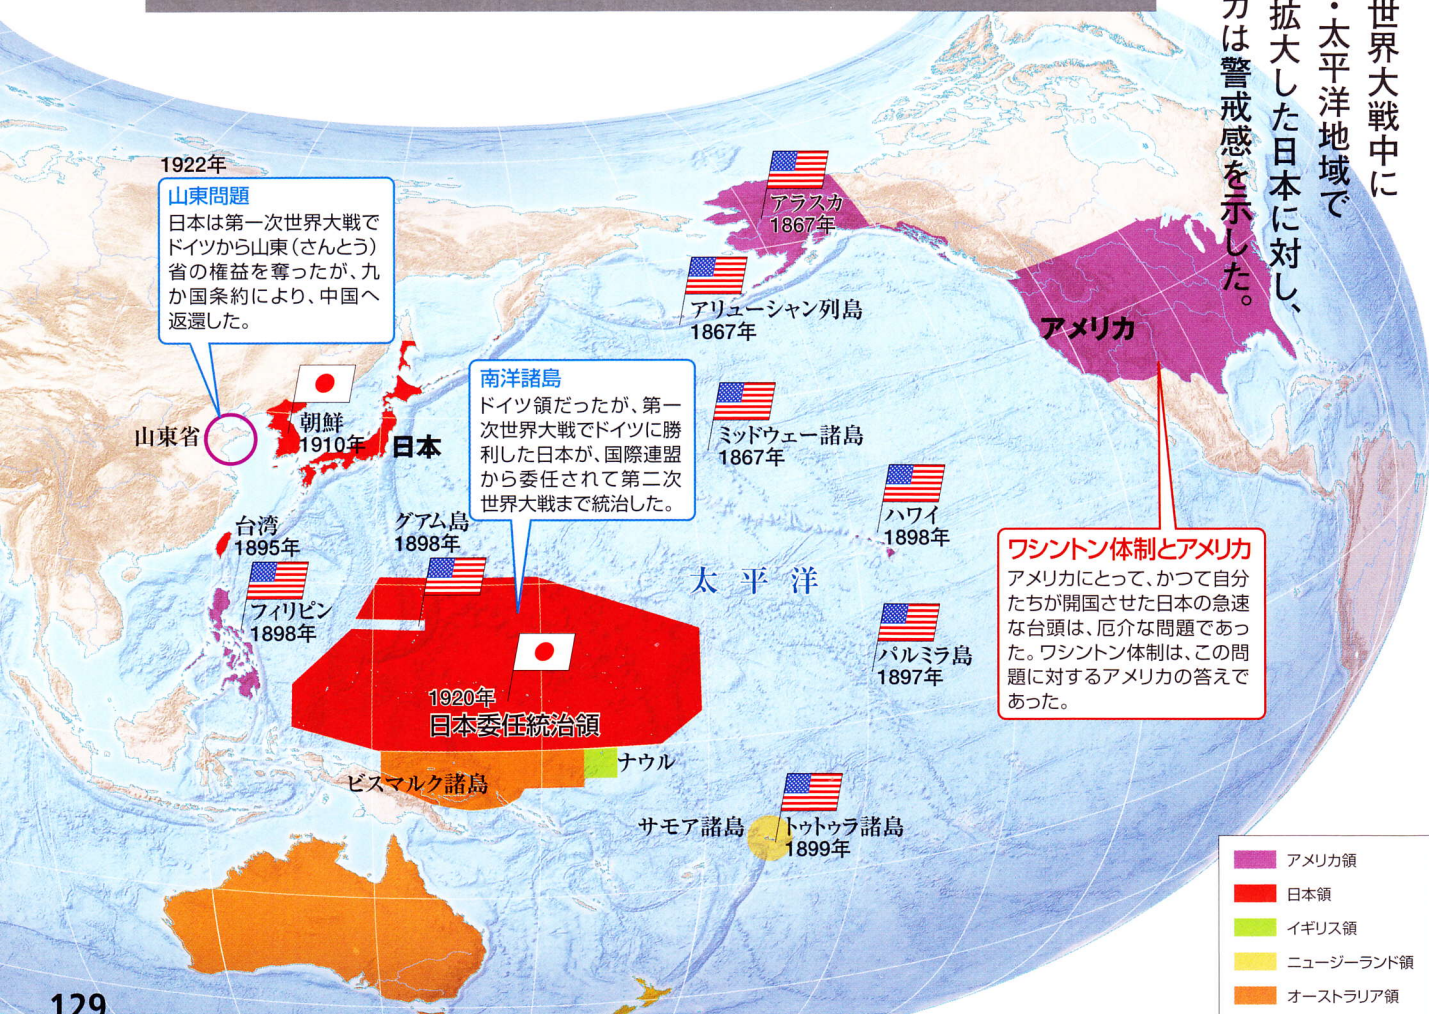 世界大戦中に
・太平洋地域で
拡大した日本に対し、
カは警戒感を示した。
1922年
山東問題
日本は第一次世界大戦で
ドイツから山東（さんとう）
省の権益を奪ったが、九
か国条約により、中国へ
返還した。
山東省
朝鮮
1910年
日本
台湾
1895年
フィリピン
1898年
グアム島
1898年
南洋諸島
ドイツ領だったが、第一
次世界大戦でドイツに勝
利した日本が、国際連盟
から委任されて第二次
世界大戦まで統治した。
1920年
日本委任統治領
ビスマルク諸島
ナウル
アラスカ
1867年
アリューシャン列島
1867年
ミッドウェー諸島
1867年
ハワイ
1898年
太平洋
パルミラ島
1897年
サモア諸島
トゥトゥラ諸島
1899年
アメリカ
ワシントン体制とアメリカ
アメリカにとって、かつて自分
たちが開国させた日本の急速
な台頭は、厄介な問題であっ
た。ワシントン体制は、この問
題に対するアメリカの答えで
あった。
アメリカ領
日本領
イギリス領
ニュージーランド領
オーストラリア領
129